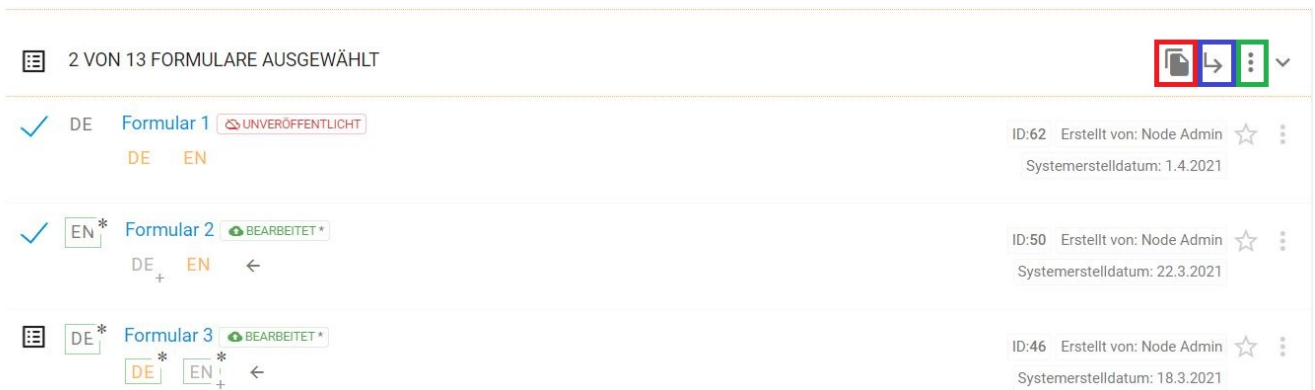 2 VON 13 FORMULARE AUSGEWÄHLT
DE Formular 1 UNVERÖFFENTLICHT
ID:62 Erstellt von: Node Admin
DE EN
Systemerstelldatum: 1.4.2021
EN* Formular 2 BEARBEITET *
ID:50 Erstellt von: Node Admin
DE+ EN
Systemerstelldatum: 22.3.2021
DE* Formular 3 BEARBEITET *
ID:46 Erstellt von: Node Admin
DE* EN*+
Systemerstelldatum: 18.3.2021